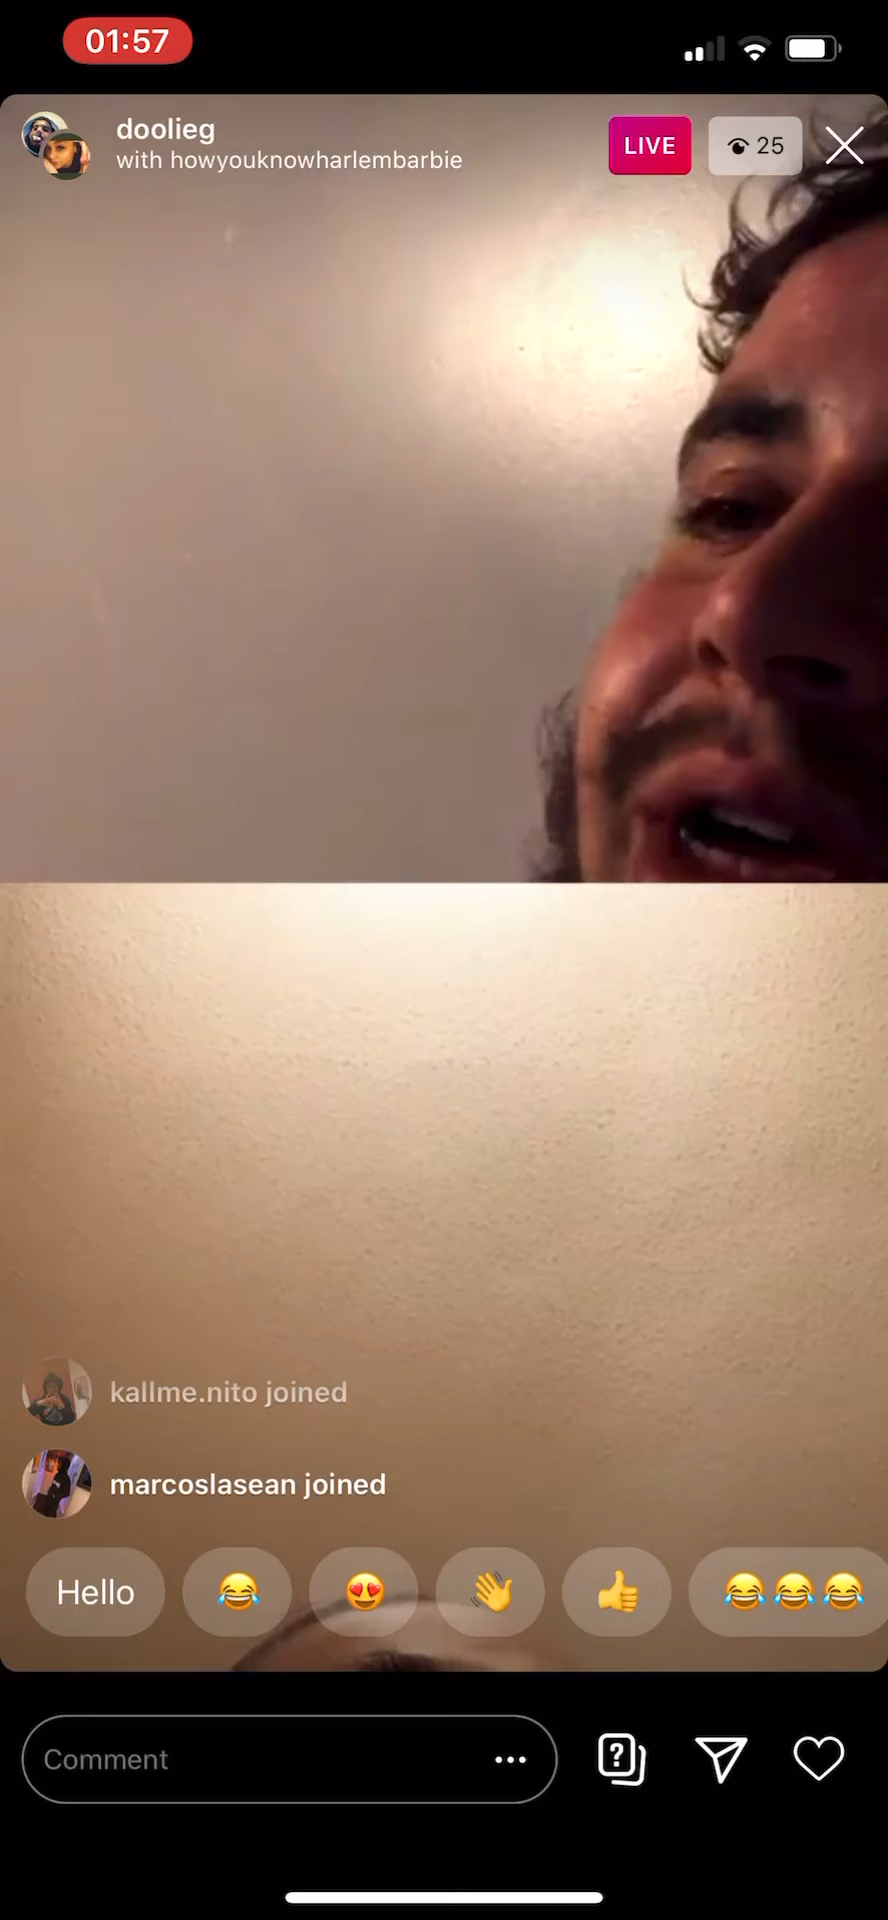 01:57
doolieg
with howyouknowharlembarbie
LIVE
25
kallme.nito joined
marcoslasean joined
Hello
Comment